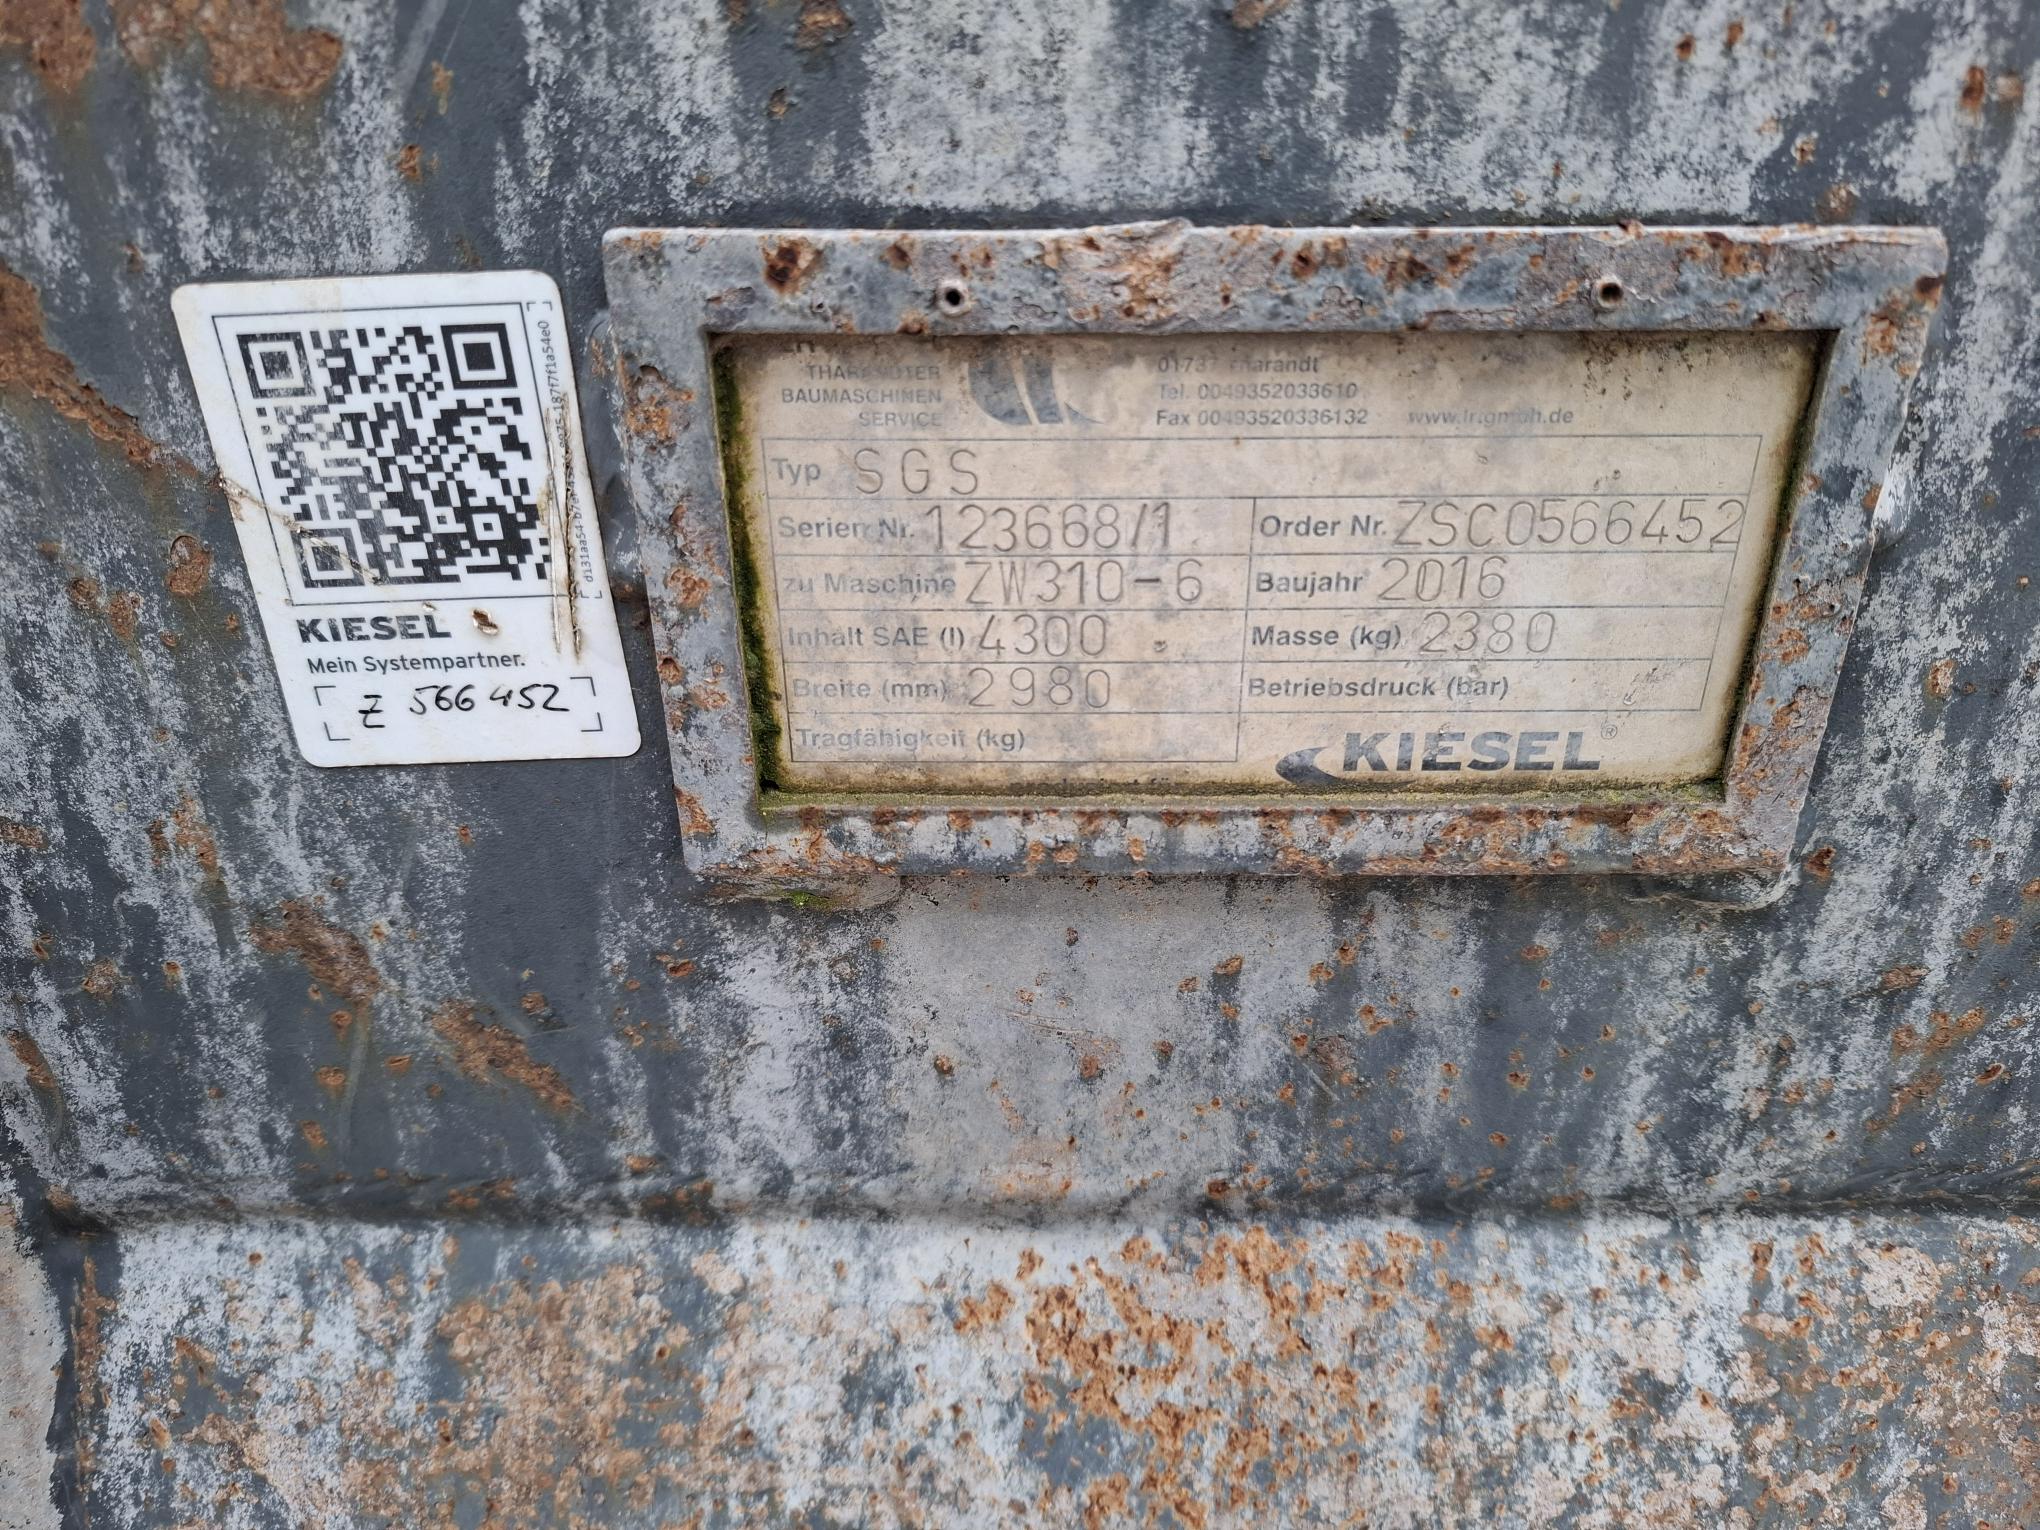 KIESEL
Mein Systempartner.
Z 566 452
THARANDTER
BAUMASCHINEN
SERVICE
Tel. 0049352033610
Fax 00493520336132
Typ SGS
Serien Nr. 123668/1
Order Nr. ZSC0566452
zu Maschine ZW310-6
Baujahr 2016
Inhalt SAE (l) 4300
Masse (kg) 2380
Breite (mm) 2980
Betriebsdruck (bar)
Tragfähigkeit (kg)
KIESEL®